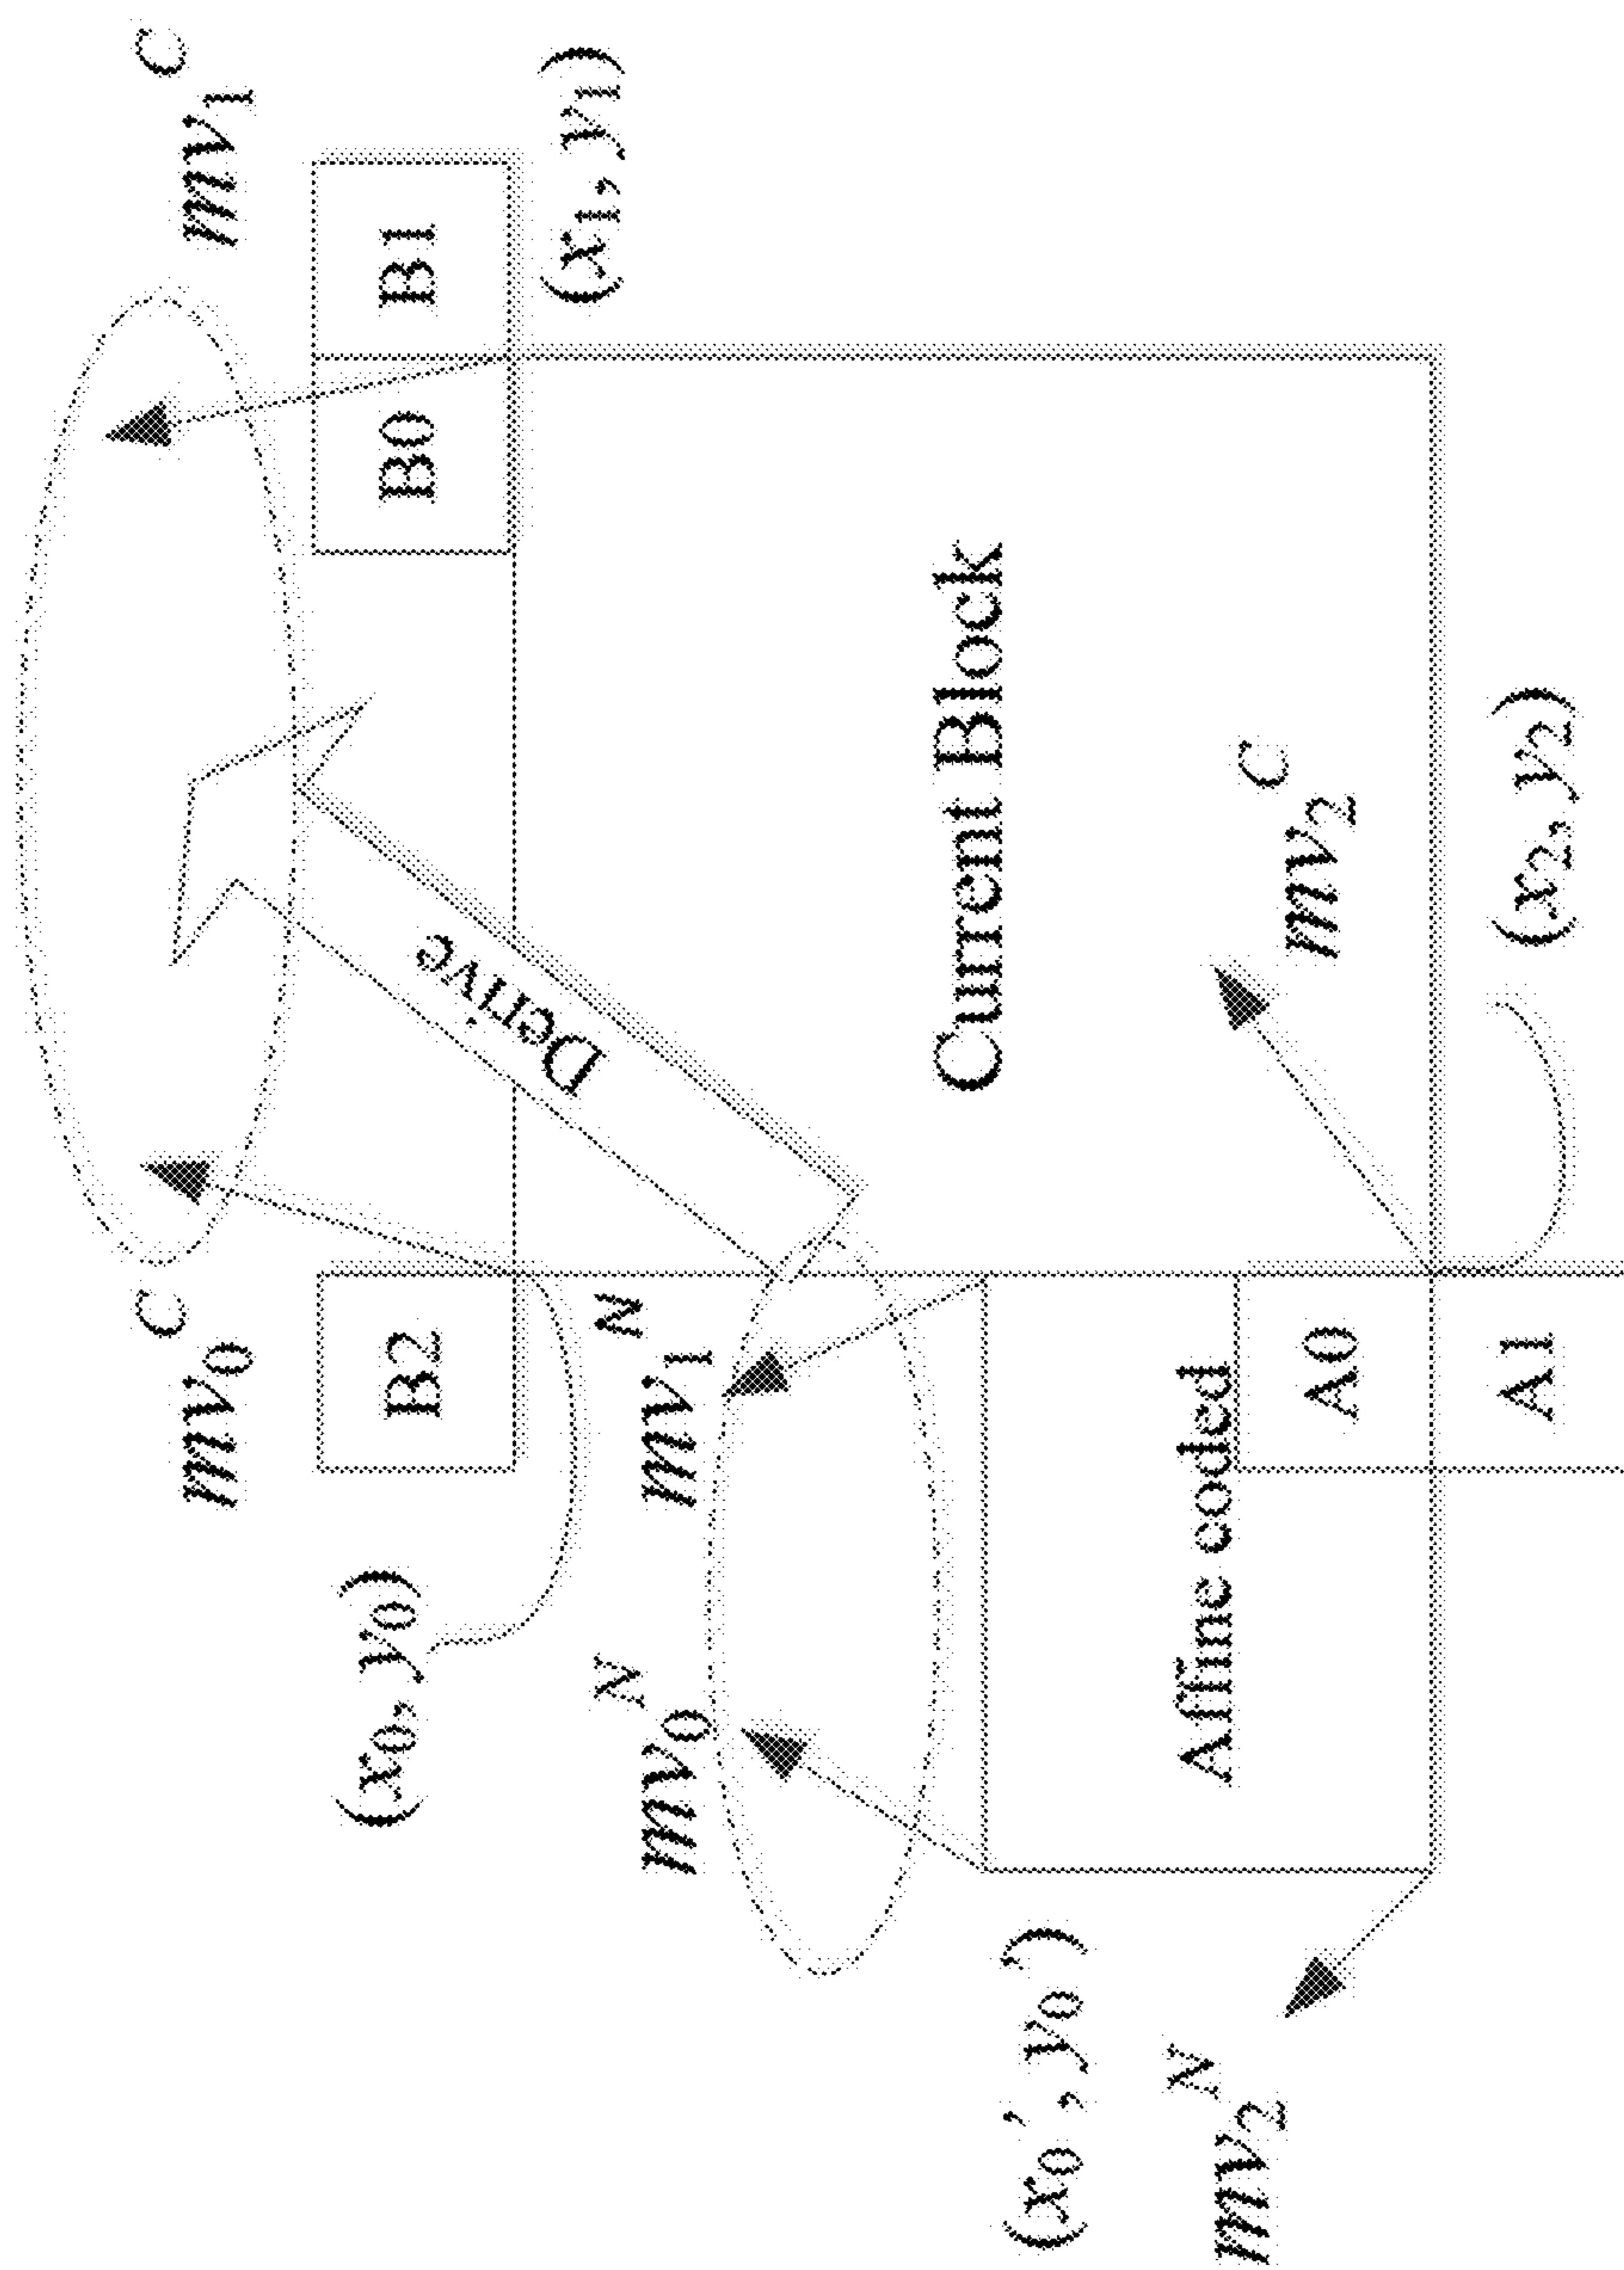 mv₀ᶜ
mv₁ᶜ
(x₀, y₀)
B2
B0
B1
Derive
(x₁, y₁)
mv₀ᴺ
mv₁ᴺ
Current Block
(x₀', y₀')
Affine coded
mv₂ᴺ
A0
mv₂ᶜ
A1
(x₂, y₂)